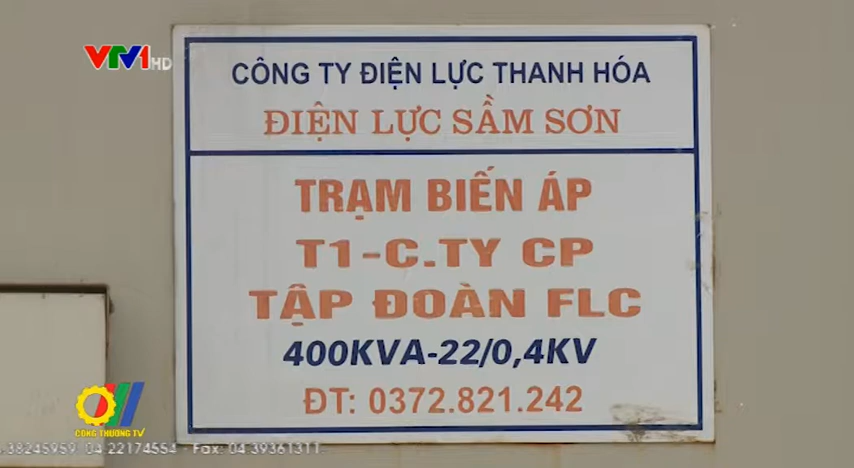 VTV1 HD
CÔNG TY ĐIỆN LỰC THANH HÓA
ĐIỆN LỰC SẦM SƠN
TRẠM BIẾN ÁP
T1-C.TY CP
TẬP ĐOÀN FLC
400KVA-22/0,4KV
ĐT: 0372.821.242
CÔNG THƯƠNG TV
.38245959 04.22174554 - Fax: 04.39361311